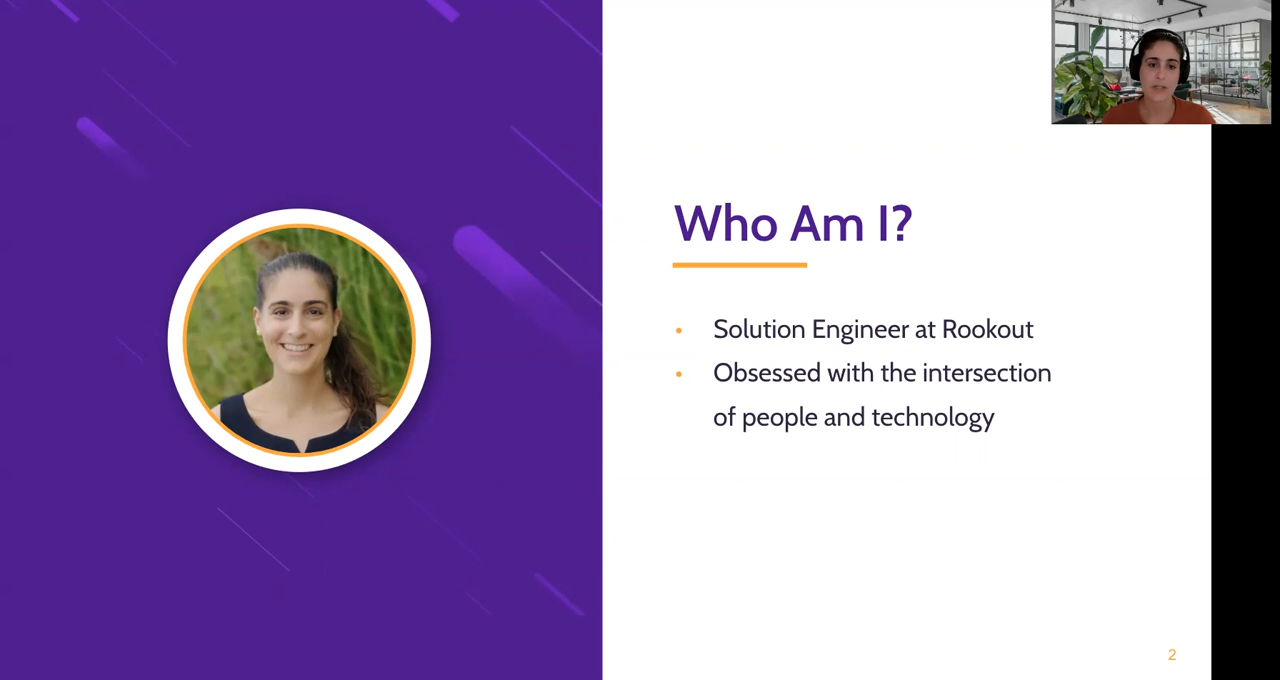 Who Am I?
• Solution Engineer at Rookout
• Obsessed with the intersection
of people and technology
2